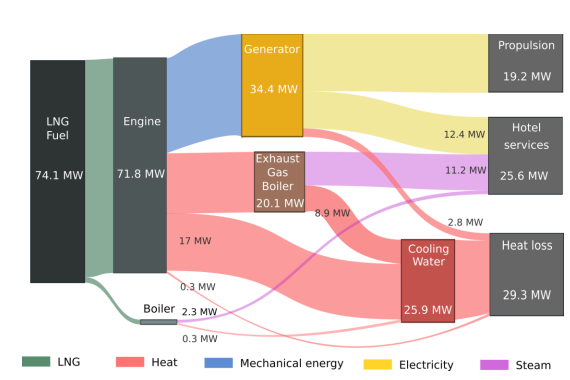 Propulsion
19.2 MW
Generator
34.4 MW
LNG
Fuel
74.1 MW
Engine
71.8 MW
Hotel
services
25.6 MW
12.4 MW
11.2 MW
Exhaust
Gas
Boiler
20.1 MW
8.9 MW
2.8 MW
17 MW
Cooling
Water
25.9 MW
Heat loss
29.3 MW
0.3 MW
Boiler
2.3 MW
0.3 MW
LNG
Heat
Mechanical energy
Electricity
Steam